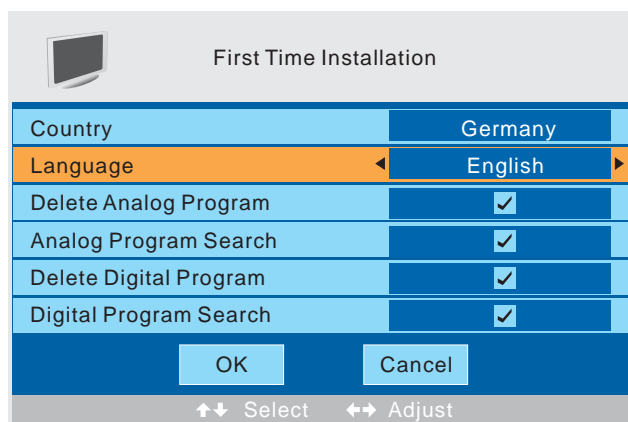 First Time Installation
Country Germany
Language English
Delete Analog Program
Analog Program Search
Delete Digital Program
Digital Program Search
OK Cancel
Select Adjust